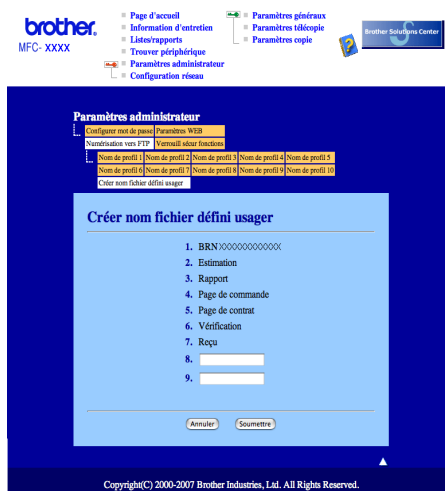 brother.
MFC- XXXX
Page d'accueil
Information d'entretien
Listes/rapports
Trouver périphérique
Paramètres administrateur
Configuration réseau
Paramètres généraux
Paramètres télécopie
Paramètres copie
Brother Solutions Center
Paramètres administrateur
Configurer mot de passe Paramètres WEB
Numérisation vers FTP Verrouill sécur fonctions
Nom de profil 1 Nom de profil 2 Nom de profil 3 Nom de profil 4 Nom de profil 5
Nom de profil 6 Nom de profil 7 Nom de profil 8 Nom de profil 9 Nom de profil 10
Créer nom fichier défini usager
Créer nom fichier défini usager
1. BRNXXXXXXXXXXXX
2. Estimation
3. Rapport
4. Page de commande
5. Page de contrat
6. Vérification
7. Reçu
8.
9.
Annuler Soumettre
Copyright(C) 2000-2007 Brother Industries, Ltd. All Rights Reserved.